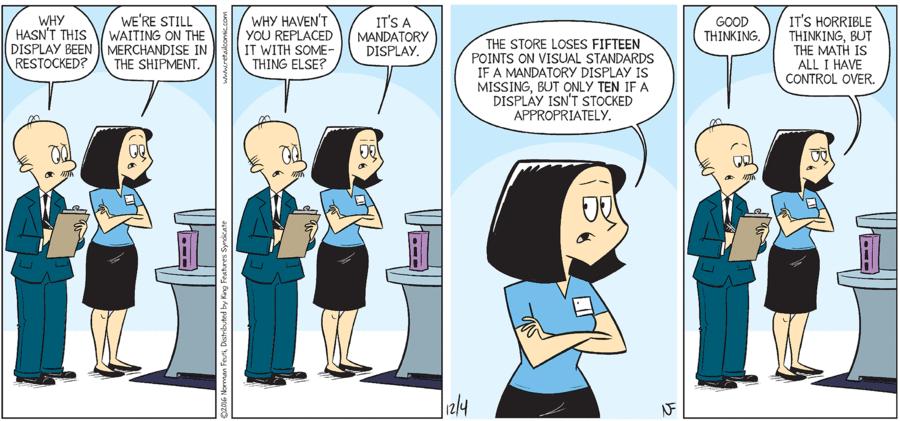 WHY
HASN'T THIS
DISPLAY BEEN
RESTOCKED?
WE'RE STILL
WAITING ON THE
MERCHANDISE IN
THE SHIPMENT.
©2016 Norman Feuti, Distributed by King Features Syndicate
www.retailcomic.com
WHY HAVEN'T
YOU REPLACED
IT WITH SOME-
THING ELSE?
IT'S A
MANDATORY
DISPLAY.
THE STORE LOSES FIFTEEN
POINTS ON VISUAL STANDARDS
IF A MANDATORY DISPLAY IS
MISSING, BUT ONLY TEN IF A
DISPLAY ISN'T STOCKED
APPROPRIATELY.
12/4
NF
GOOD
THINKING.
IT'S HORRIBLE
THINKING, BUT
THE MATH IS
ALL I HAVE
CONTROL OVER.